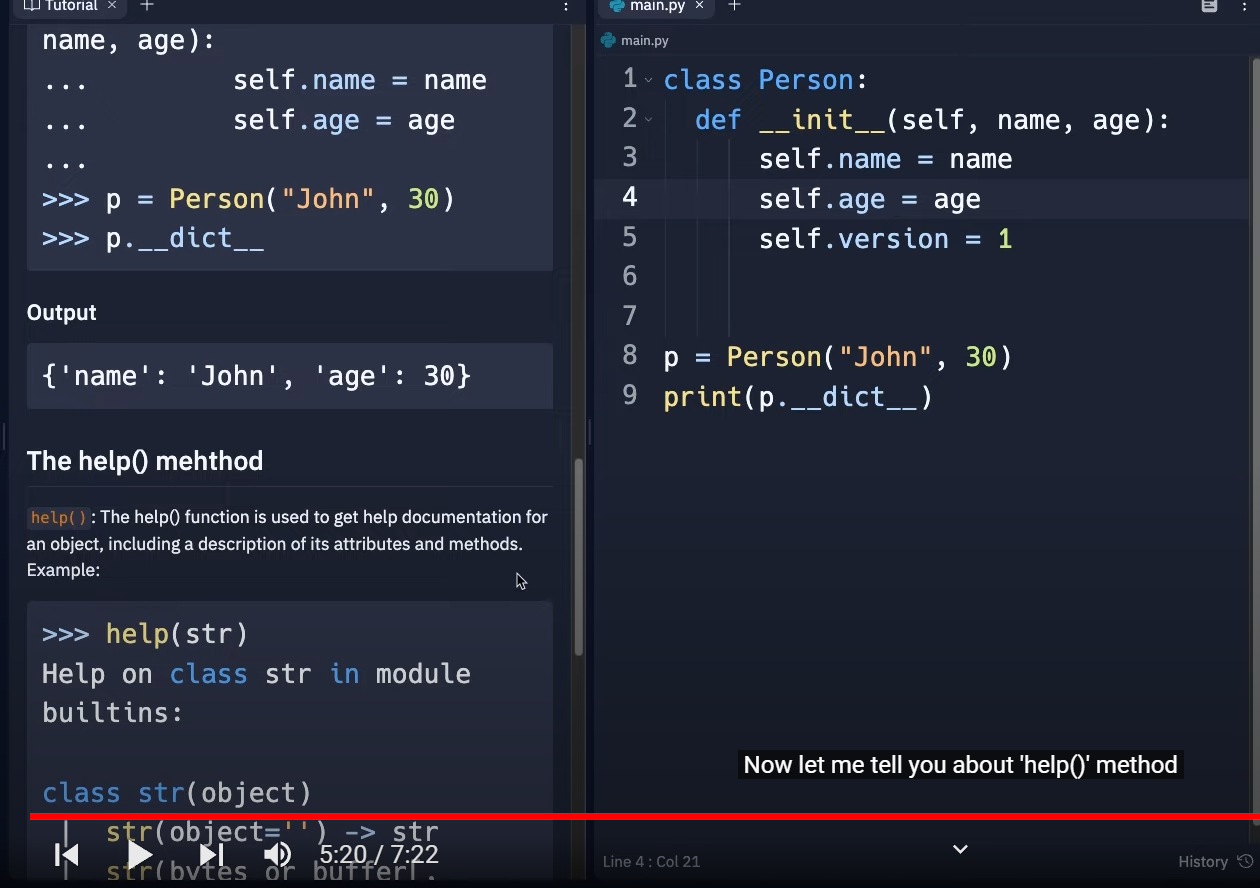 Tutorial
name, age):
...         self.name = name
...         self.age = age
...
>>> p = Person("John", 30)
>>> p.__dict__
Output
{'name': 'John', 'age': 30}
The help() mehthod
help() : The help() function is used to get help documentation for
an object, including a description of its attributes and methods.
Example:
>>> help(str)
Help on class str in module
builtins:
class str(object)
 |  str(object='') -> str
 |  str(bytes_or_buffer[,
5:20 / 7:22
main.py
main.py
1 class Person:
2   def __init__(self, name, age):
3       self.name = name
4       self.age = age
5       self.version = 1
6
7
8 p = Person("John", 30)
9 print(p.__dict__)
Now let me tell you about 'help()' method
Line 4 : Col 21
History